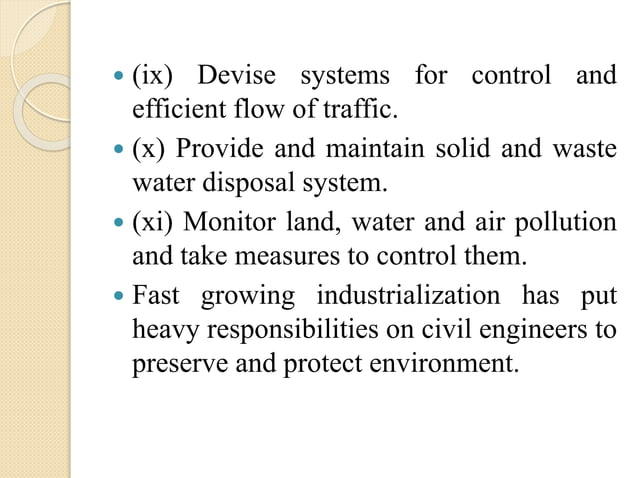 • (ix) Devise systems for control and
efficient flow of traffic.
• (x) Provide and maintain solid and waste
water disposal system.
• (xi) Monitor land, water and air pollution
and take measures to control them.
• Fast growing industrialization has put
heavy responsibilities on civil engineers to
preserve and protect environment.